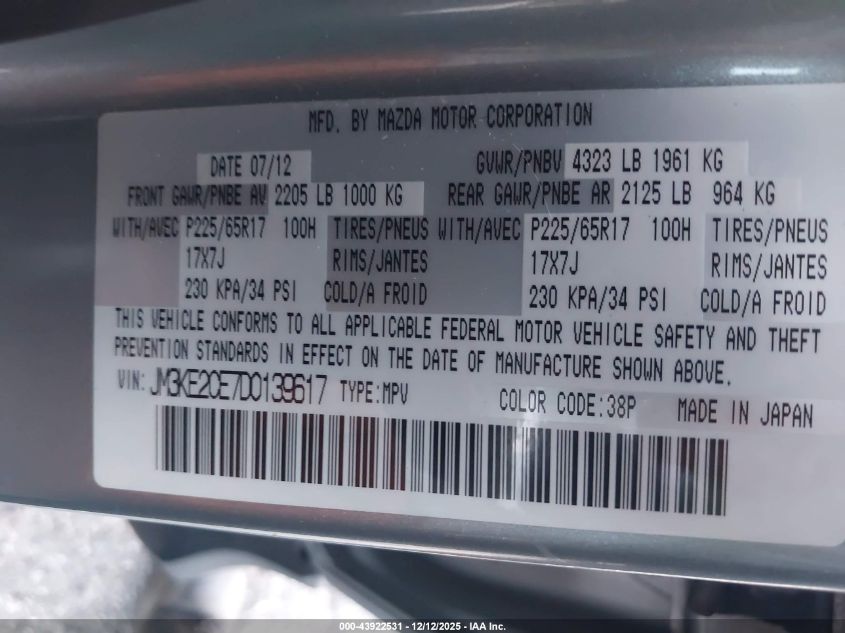 MFD. BY MAZDA MOTOR CORPORATION
DATE 07/12 GVWR/PNBV 4323 LB 1961 KG
FRONT GAWR/PNBE AV 2205 LB 1000 KG REAR GAWR/PNBE AR 2125 LB 964 KG
WITH/AVEC P225/65R17 100H TIRES/PNEUS WITH/AVEC P225/65R17 100H TIRES/PNEUS
17X7J RIMS/JANTES 17X7J RIMS/JANTES
230 KPA/34 PSI COLD/A FROID 230 KPA/34 PSI COLD/A FROID
THIS VEHICLE CONFORMS TO ALL APPLICABLE FEDERAL MOTOR VEHICLE SAFETY AND THEFT
PREVENTION STANDARDS IN EFFECT ON THE DATE OF MANUFACTURE SHOWN ABOVE.
VIN: JM3KE2CE7D0139617 TYPE:MPV COLOR CODE:38P MADE IN JAPAN
000-43922531 - 12/12/2025 - IAA Inc.